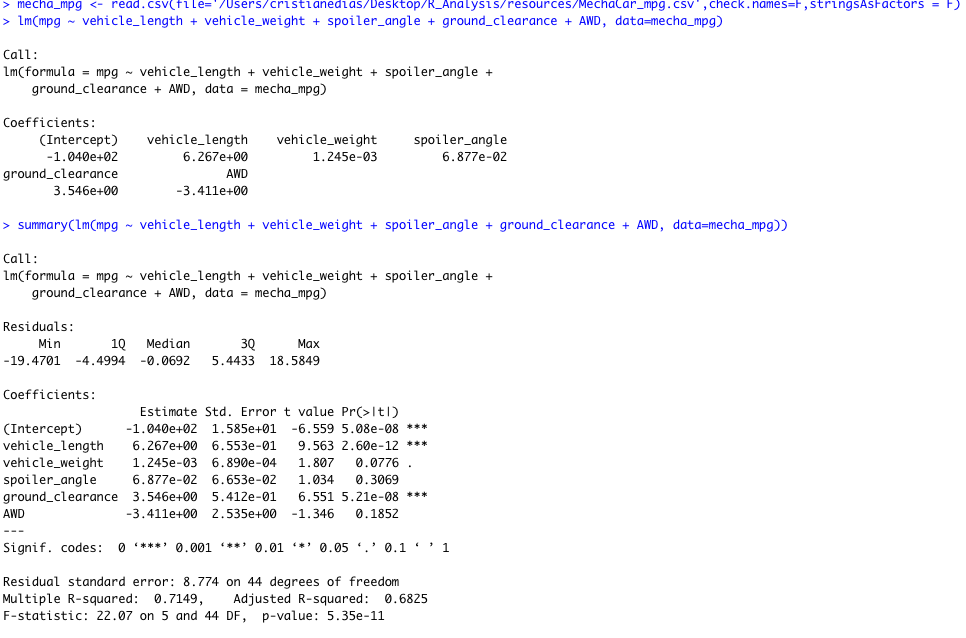 > mecha_mpg <- read.csv(file='/Users/cristianedias/Desktop/R_Analysis/resources/MechaCar_mpg.csv',check.names=F,stringsAsFactors = F)
> lm(mpg ~ vehicle_length + vehicle_weight + spoiler_angle + ground_clearance + AWD, data=mecha_mpg)
Call:
lm(formula = mpg ~ vehicle_length + vehicle_weight + spoiler_angle +
ground_clearance + AWD, data = mecha_mpg)
Coefficients:
(Intercept) vehicle_length vehicle_weight spoiler_angle
-1.040e+02 6.267e+00 1.245e-03 6.877e-02
ground_clearance AWD
3.546e+00 -3.411e+00
> summary(lm(mpg ~ vehicle_length + vehicle_weight + spoiler_angle + ground_clearance + AWD, data=mecha_mpg))
Call:
lm(formula = mpg ~ vehicle_length + vehicle_weight + spoiler_angle +
ground_clearance + AWD, data = mecha_mpg)
Residuals:
Min 1Q Median 3Q Max
-19.4701 -4.4994 -0.0692 5.4433 18.5849
Coefficients:
Estimate Std. Error t value Pr(>|t|)
(Intercept) -1.040e+02 1.585e+01 -6.559 5.08e-08 ***
vehicle_length 6.267e+00 6.553e-01 9.563 2.60e-12 ***
vehicle_weight 1.245e-03 6.890e-04 1.807 0.0776 .
spoiler_angle 6.877e-02 6.653e-02 1.034 0.3069
ground_clearance 3.546e+00 5.412e-01 6.551 5.21e-08 ***
AWD -3.411e+00 2.535e+00 -1.346 0.1852
---
Signif. codes: 0 ‘***’ 0.001 ‘**’ 0.01 ‘*’ 0.05 ‘.’ 0.1 ‘ ’ 1
Residual standard error: 8.774 on 44 degrees of freedom
Multiple R-squared: 0.7149, Adjusted R-squared: 0.6825
F-statistic: 22.07 on 5 and 44 DF, p-value: 5.35e-11